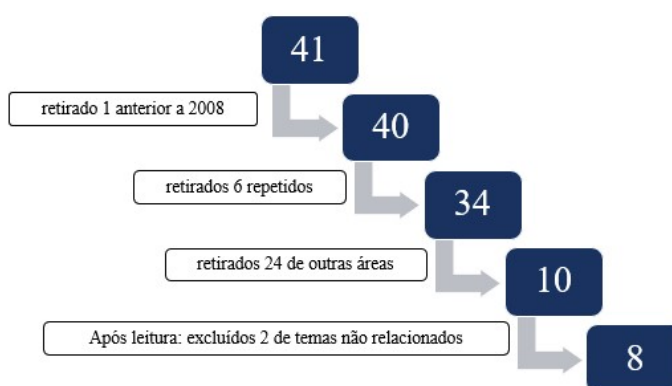 41
retirado 1 anterior a 2008
40
retirados 6 repetidos
34
retirados 24 de outras áreas
10
Após leitura: excluídos 2 de temas não relacionados
8